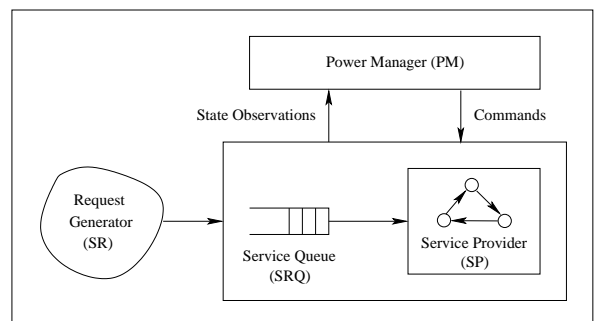 Power Manager (PM)
State Observations
Commands
Request
Generator
(SR)
Service Queue
(SRQ)
Service Provider
(SP)